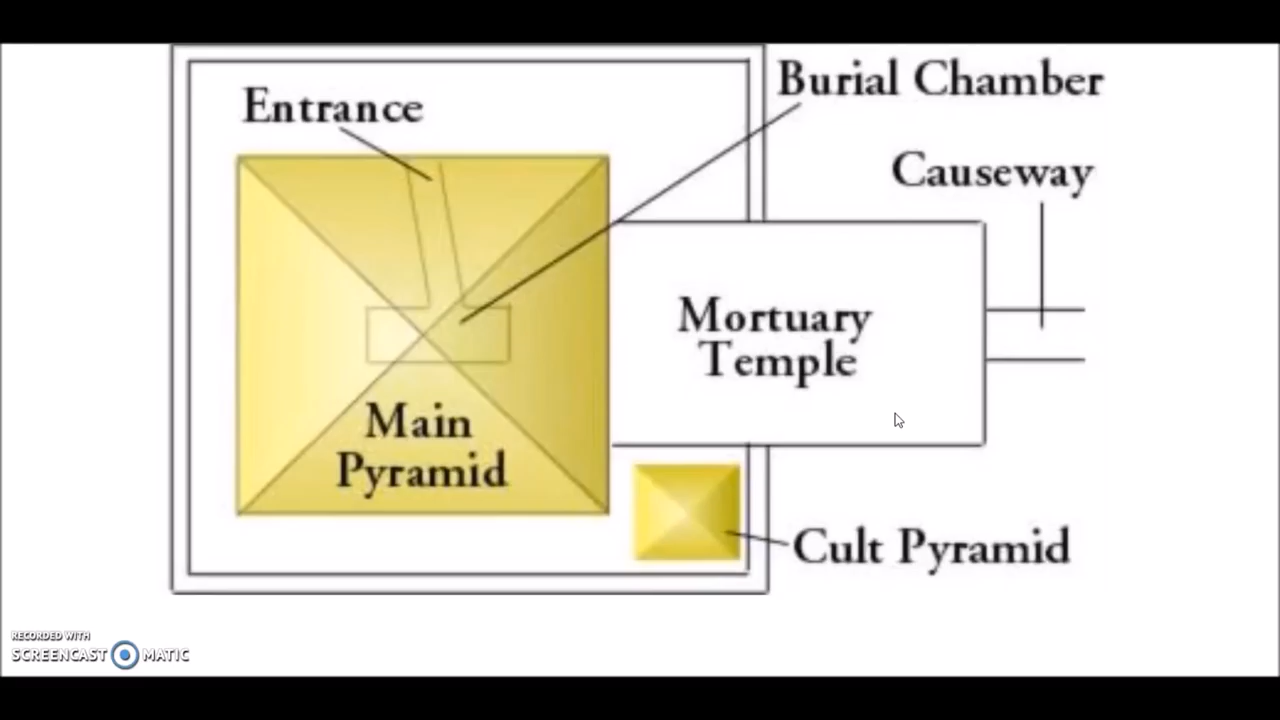 Burial Chamber
Entrance
Causeway
Mortuary
Temple
Main
Pyramid
Cult Pyramid
RECORDED WITH
SCREENCAST MATIC